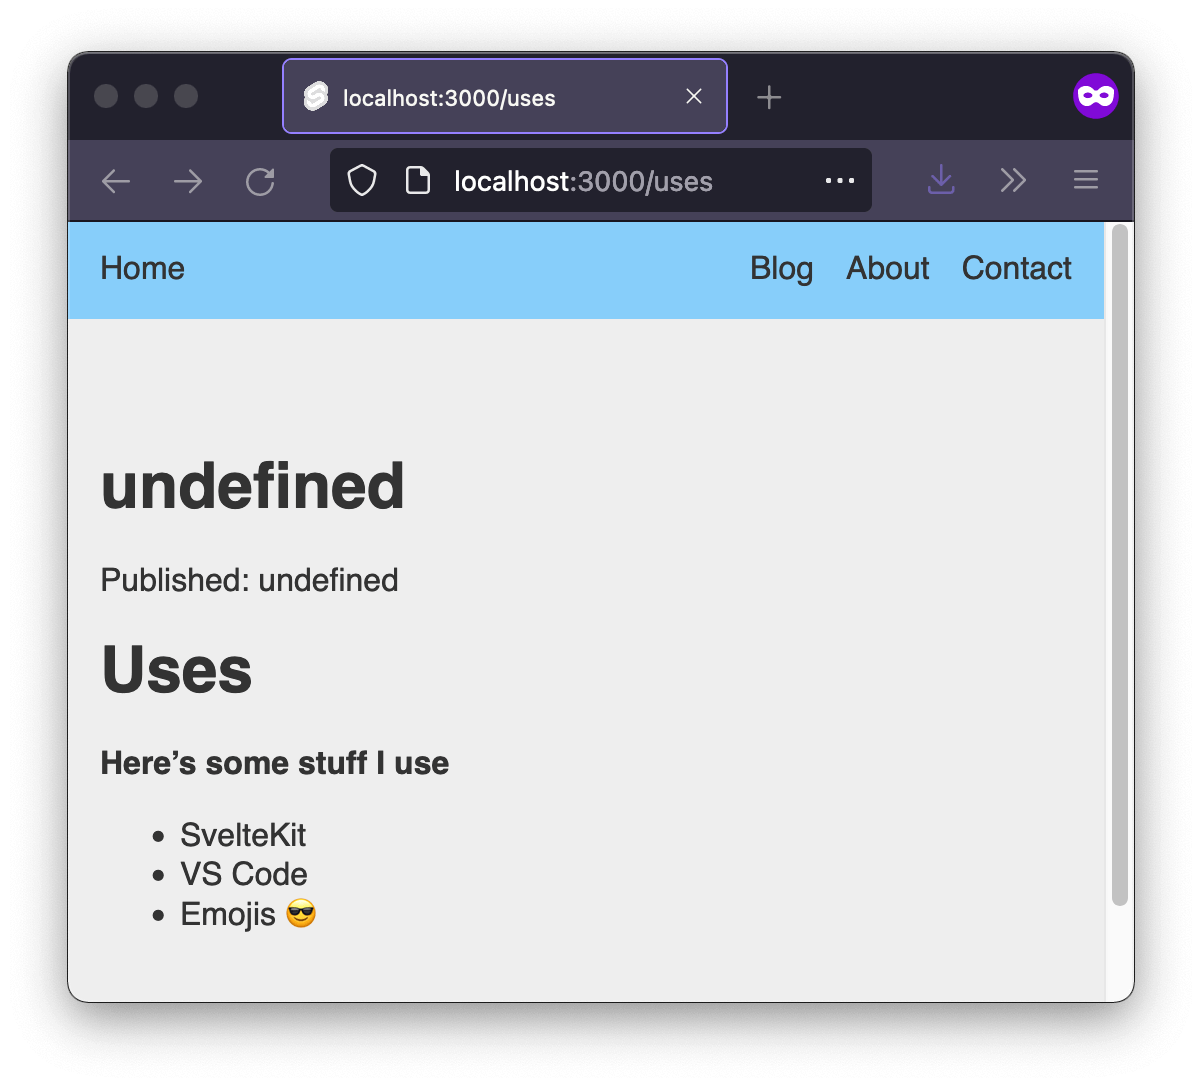 localhost:3000/uses
localhost:3000/uses
Home Blog About Contact
undefined
Published: undefined
Uses
Here’s some stuff I use
• SvelteKit
• VS Code
• Emojis 😎